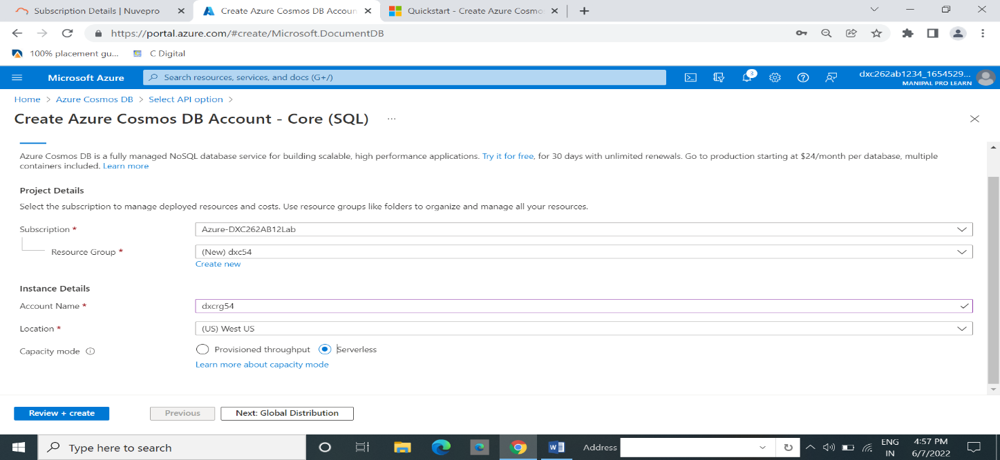 Subscription Details | Nuvepro
Create Azure Cosmos DB Accoun
Quickstart - Create Azure Cosmo
https://portal.azure.com/#create/Microsoft.DocumentDB
100% placement gu...
C Digital
Microsoft Azure
Search resources, services, and docs (G+/)
3
dxc262ab1234_1654529...
MANIPAL PRO LEARN
Home > Azure Cosmos DB > Select API option >
Create Azure Cosmos DB Account - Core (SQL) ...
Azure Cosmos DB is a fully managed NoSQL database service for building scalable, high performance applications. Try it for free, for 30 days with unlimited renewals. Go to production starting at $24/month per database, multiple
containers included. Learn more
Project Details
Select the subscription to manage deployed resources and costs. Use resource groups like folders to organize and manage all your resources.
Subscription *
Azure-DXC262AB12Lab
Resource Group *
(New) dxc54
Create new
Instance Details
Account Name *
dxcrg54
Location *
(US) West US
Capacity mode
Provisioned throughput
Serverless
Learn more about capacity mode
Review + create
Previous
Next: Global Distribution
Type here to search
Address
ENG
IN
4:57 PM
6/7/2022